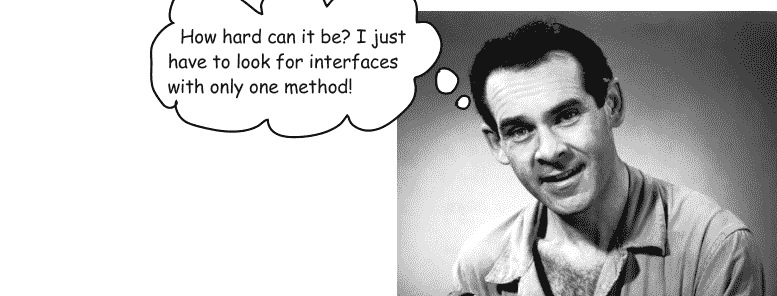 How hard can it be? I just
have to look for interfaces
with only one method!